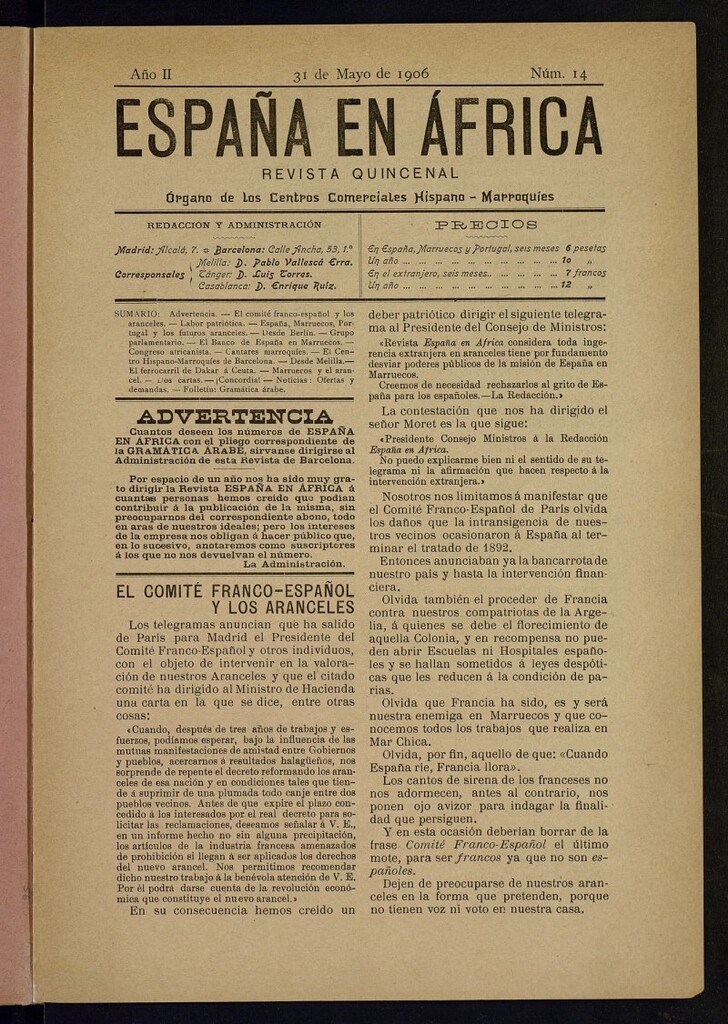 Año II 31 de Mayo de 1906 Núm. 14
ESPAÑA EN ÁFRICA
REVISTA QUINCENAL
Órgano de los Centros Comerciales Hispano - Marroquíes
REDACCION Y ADMINISTRACIÓN
Madrid: Alcalá, 7. o Barcelona: Calle Ancha, 53, 1.º
Melilla: D. Pablo Vallescá Erra.
Corresponsales Tánger: D. Luis Torres.
Casablanca: D. Enrique Ruiz.
PRECIOS
En España, Marruecos y Portugal, seis meses 6 pesetas
Un año ... ... ... ... ... ... ... ... ... 10 „
En el extranjero, seis meses.. ... ... ... ... 7 francos
Un año ... ... ... ... ... ... ... ... ... 12 „
SUMARIO: Advertencia. — El comité franco-español y los
aranceles. — Labor patriótica. — España, Marruecos, Por-
tugal y los futuros aranceles. — Desde Berlín. — Grupo
parlamentario. — El Banco de España en Marruecos. —
Congreso africanista. — Cantares marroquíes. — El Cen-
tro Hispano-Marroquíes de Barcelona. — Desde Melilla. —
El ferrocarril de Dakar á Ceuta. — Marruecos y el aran-
cel. — Dos cartas. — ¡Concordia! — Noticias: Ofertas y
demandas. — Folletín: Gramática árabe.
ADVERTENCIA
Cuantos deseen los números de ESPAÑA
EN AFRICA con el pliego correspondiente de
la GRAMÁTICA ÁRABE, sírvanse dirigirse al
Administración de esta Revista de Barcelona.
Por espacio de un año nos ha sido muy gra-
to dirigir la Revista ESPAÑA EN ÁFRICA á
cuantas personas hemos creido que podían
contribuir á la publicación de la misma, sin
preocuparnos del correspondiente abono, todo
en aras de nuestros ideales; pero los intereses
de la empresa nos obligan á hacer público que,
en lo sucesivo, anotaremos como suscriptores
á los que no nos devuelvan el número.
La Administración.
EL COMITÉ FRANCO-ESPAÑOL
Y LOS ARANCELES
Los telegramas anuncian que ha salido
de París para Madrid el Presidente del
Comité Franco-Español y otros individuos,
con el objeto de intervenir en la valora-
ción de nuestros Aranceles y que el citado
comité ha dirigido al Ministro de Hacienda
una carta en la que se dice, entre otras
cosas:
«Cuando, después de tres años de trabajos y es-
fuerzos, podíamos esperar, bajo la influencia de las
mutuas manifestaciones de amistad entre Gobiernos
y pueblos, acercarnos á resultados halagüeños, nos
sorprende de repente el decreto reformando los aran-
celes de esa nación y en condiciones tales que tien-
de á suprimir de una plumada todo canje entre dos
pueblos vecinos. Antes de que expire el plazo con-
cedido á los interesados por el real decreto para so-
licitar las reclamaciones, deseamos señalar á V. E.,
en un informe hecho no sin alguna precipitación,
los artículos de la industria francesa amenazados
de prohibición si llegan á ser aplicados los derechos
del nuevo arancel. Nos permitimos recomendar
dicho nuestro trabajo á la benévola atención de V. E.
Por él podrá darse cuenta de la revolución econó-
mica que constituye el nuevo arancel.»
En su consecuencia hemos creído un
deber patriótico dirigir el siguiente telegra-
ma al Presidente del Consejo de Ministros:
«Revista España en Africa considera toda inge-
rencia extranjera en aranceles tiene por fundamento
desviar poderes públicos de la misión de España en
Marruecos.
Creemos de necesidad rechazarlos al grito de Es-
paña para los españoles.—La Redacción.»
La contestación que nos ha dirigido el
señor Moret es la que sigue:
«Presidente Consejo Ministros á la Redacción
España en Africa.
No puedo explicarme bien ni el sentido de su te-
legrama ni la afirmación que hacen respecto á la
intervención extranjera.»
Nosotros nos limitamos á manifestar que
el Comité Franco-Español de París olvida
los daños que la intransigencia de nues-
tros vecinos ocasionaron á España al ter-
minar el tratado de 1892.
Entonces anunciaban ya la bancarrota de
nuestro país y hasta la intervención finan-
ciera.
Olvida también el proceder de Francia
contra nuestros compatriotas de la Arge-
lia, á quienes se debe el florecimiento de
aquella Colonia, y en recompensa no pue-
den abrir Escuelas ni Hospitales españo-
les y se hallan sometidos á leyes despóti-
cas que les reducen á la condición de pa-
rias.
Olvida que Francia ha sido, es y será
nuestra enemiga en Marruecos y que co-
nocemos todos los trabajos que realiza en
Mar Chica.
Olvida, por fin, aquello de que: «Cuando
España ríe, Francia llora».
Los cantos de sirena de los franceses no
nos adormecen, antes al contrario, nos
ponen ojo avizor para indagar la finali-
dad que persiguen.
Y en esta ocasión deberían borrar de la
frase Comité Franco-Español el último
mote, para ser francos ya que no son es-
pañoles.
Dejen de preocuparse de nuestros aran-
celes en la forma que pretenden, porque
no tienen voz ni voto en nuestra casa.